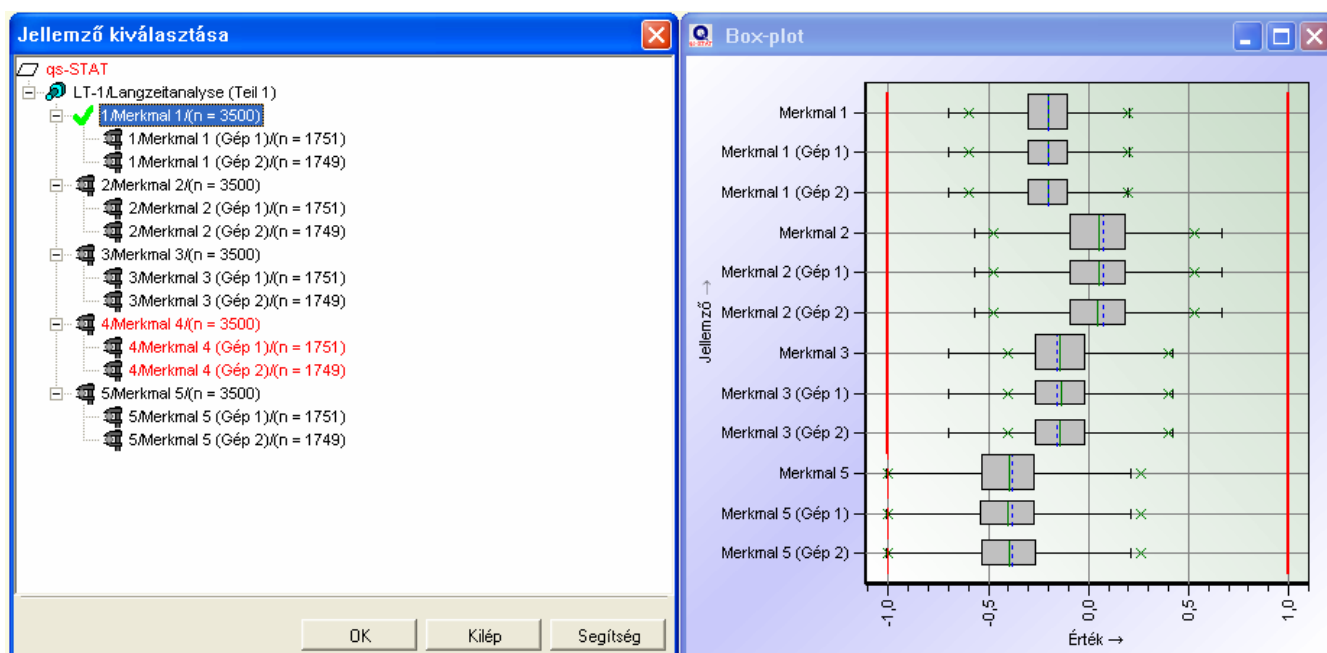 Jellemző kiválasztása
qs-STAT
LT-1/Langzeitanalyse (Teil 1)
1/Merkmal 1/(n = 3500)
1/Merkmal 1 (Gép 1)/(n = 1751)
1/Merkmal 1 (Gép 2)/(n = 1749)
2/Merkmal 2/(n = 3500)
2/Merkmal 2 (Gép 1)/(n = 1751)
2/Merkmal 2 (Gép 2)/(n = 1749)
3/Merkmal 3/(n = 3500)
3/Merkmal 3 (Gép 1)/(n = 1751)
3/Merkmal 3 (Gép 2)/(n = 1749)
4/Merkmal 4/(n = 3500)
4/Merkmal 4 (Gép 1)/(n = 1751)
4/Merkmal 4 (Gép 2)/(n = 1749)
5/Merkmal 5/(n = 3500)
5/Merkmal 5 (Gép 1)/(n = 1751)
5/Merkmal 5 (Gép 2)/(n = 1749)
OK
Kilép
Segítség
Box-plot
Jellemző →
Merkmal 1
Merkmal 1 (Gép 1)
Merkmal 1 (Gép 2)
Merkmal 2
Merkmal 2 (Gép 1)
Merkmal 2 (Gép 2)
Merkmal 3
Merkmal 3 (Gép 1)
Merkmal 3 (Gép 2)
Merkmal 5
Merkmal 5 (Gép 1)
Merkmal 5 (Gép 2)
-1,0
-0,5
0,0
0,5
1,0
Érték →